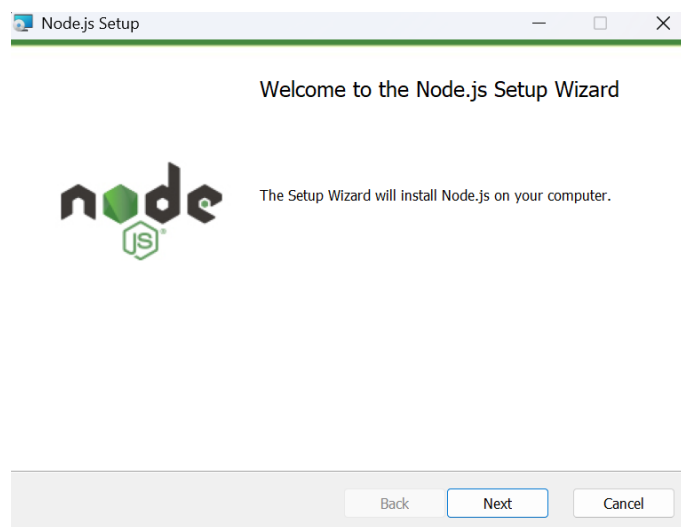 Node.js Setup
Welcome to the Node.js Setup Wizard
node
JS
The Setup Wizard will install Node.js on your computer.
Back Next Cancel